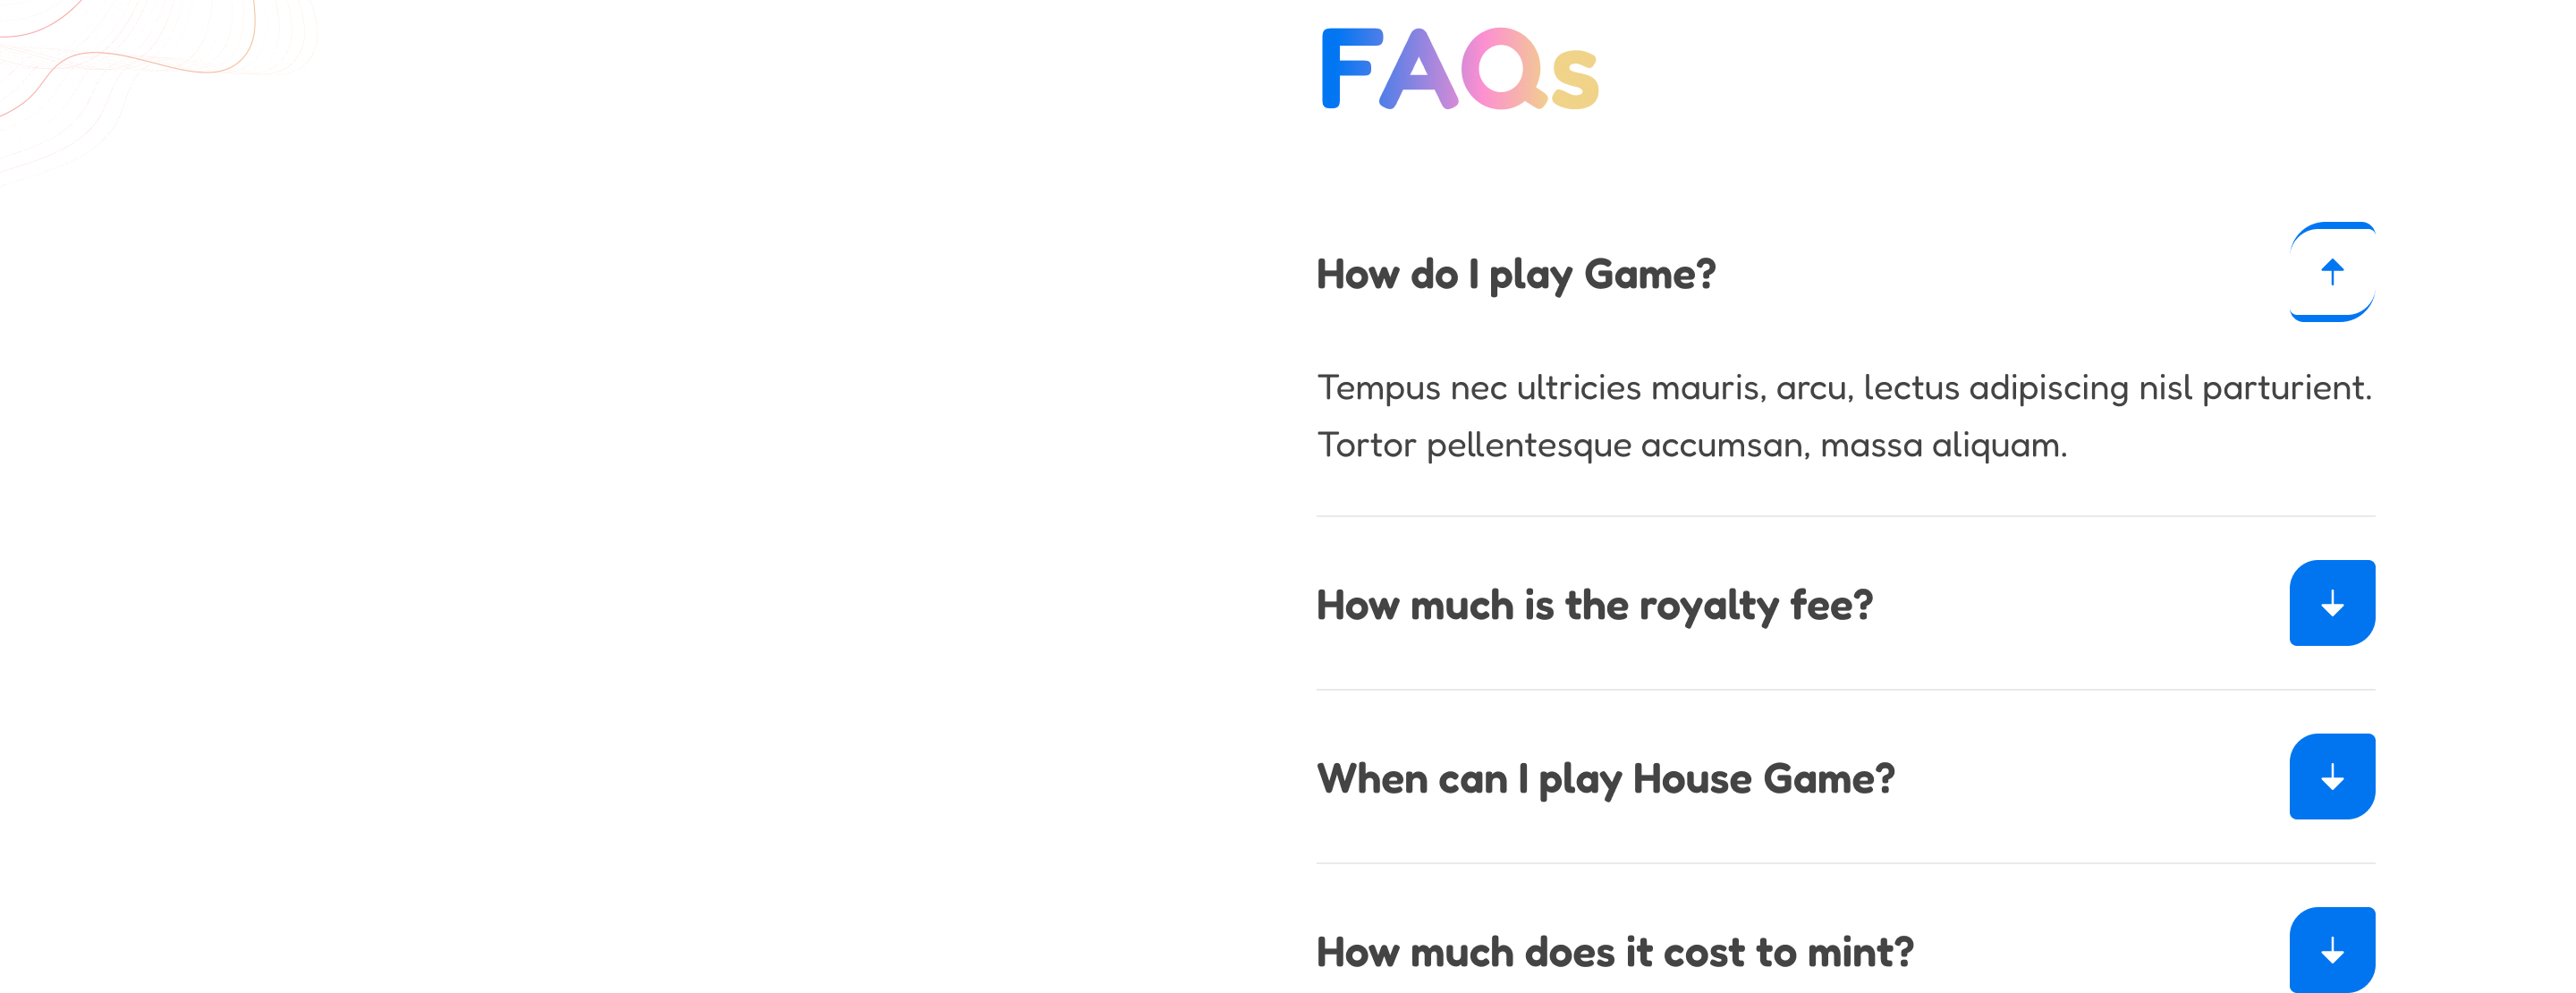 FAQs
How do I play Game?
Tempus nec ultricies mauris, arcu, lectus adipiscing nisl parturient.
Tortor pellentesque accumsan, massa aliquam.
How much is the royalty fee?
When can I play House Game?
How much does it cost to mint?